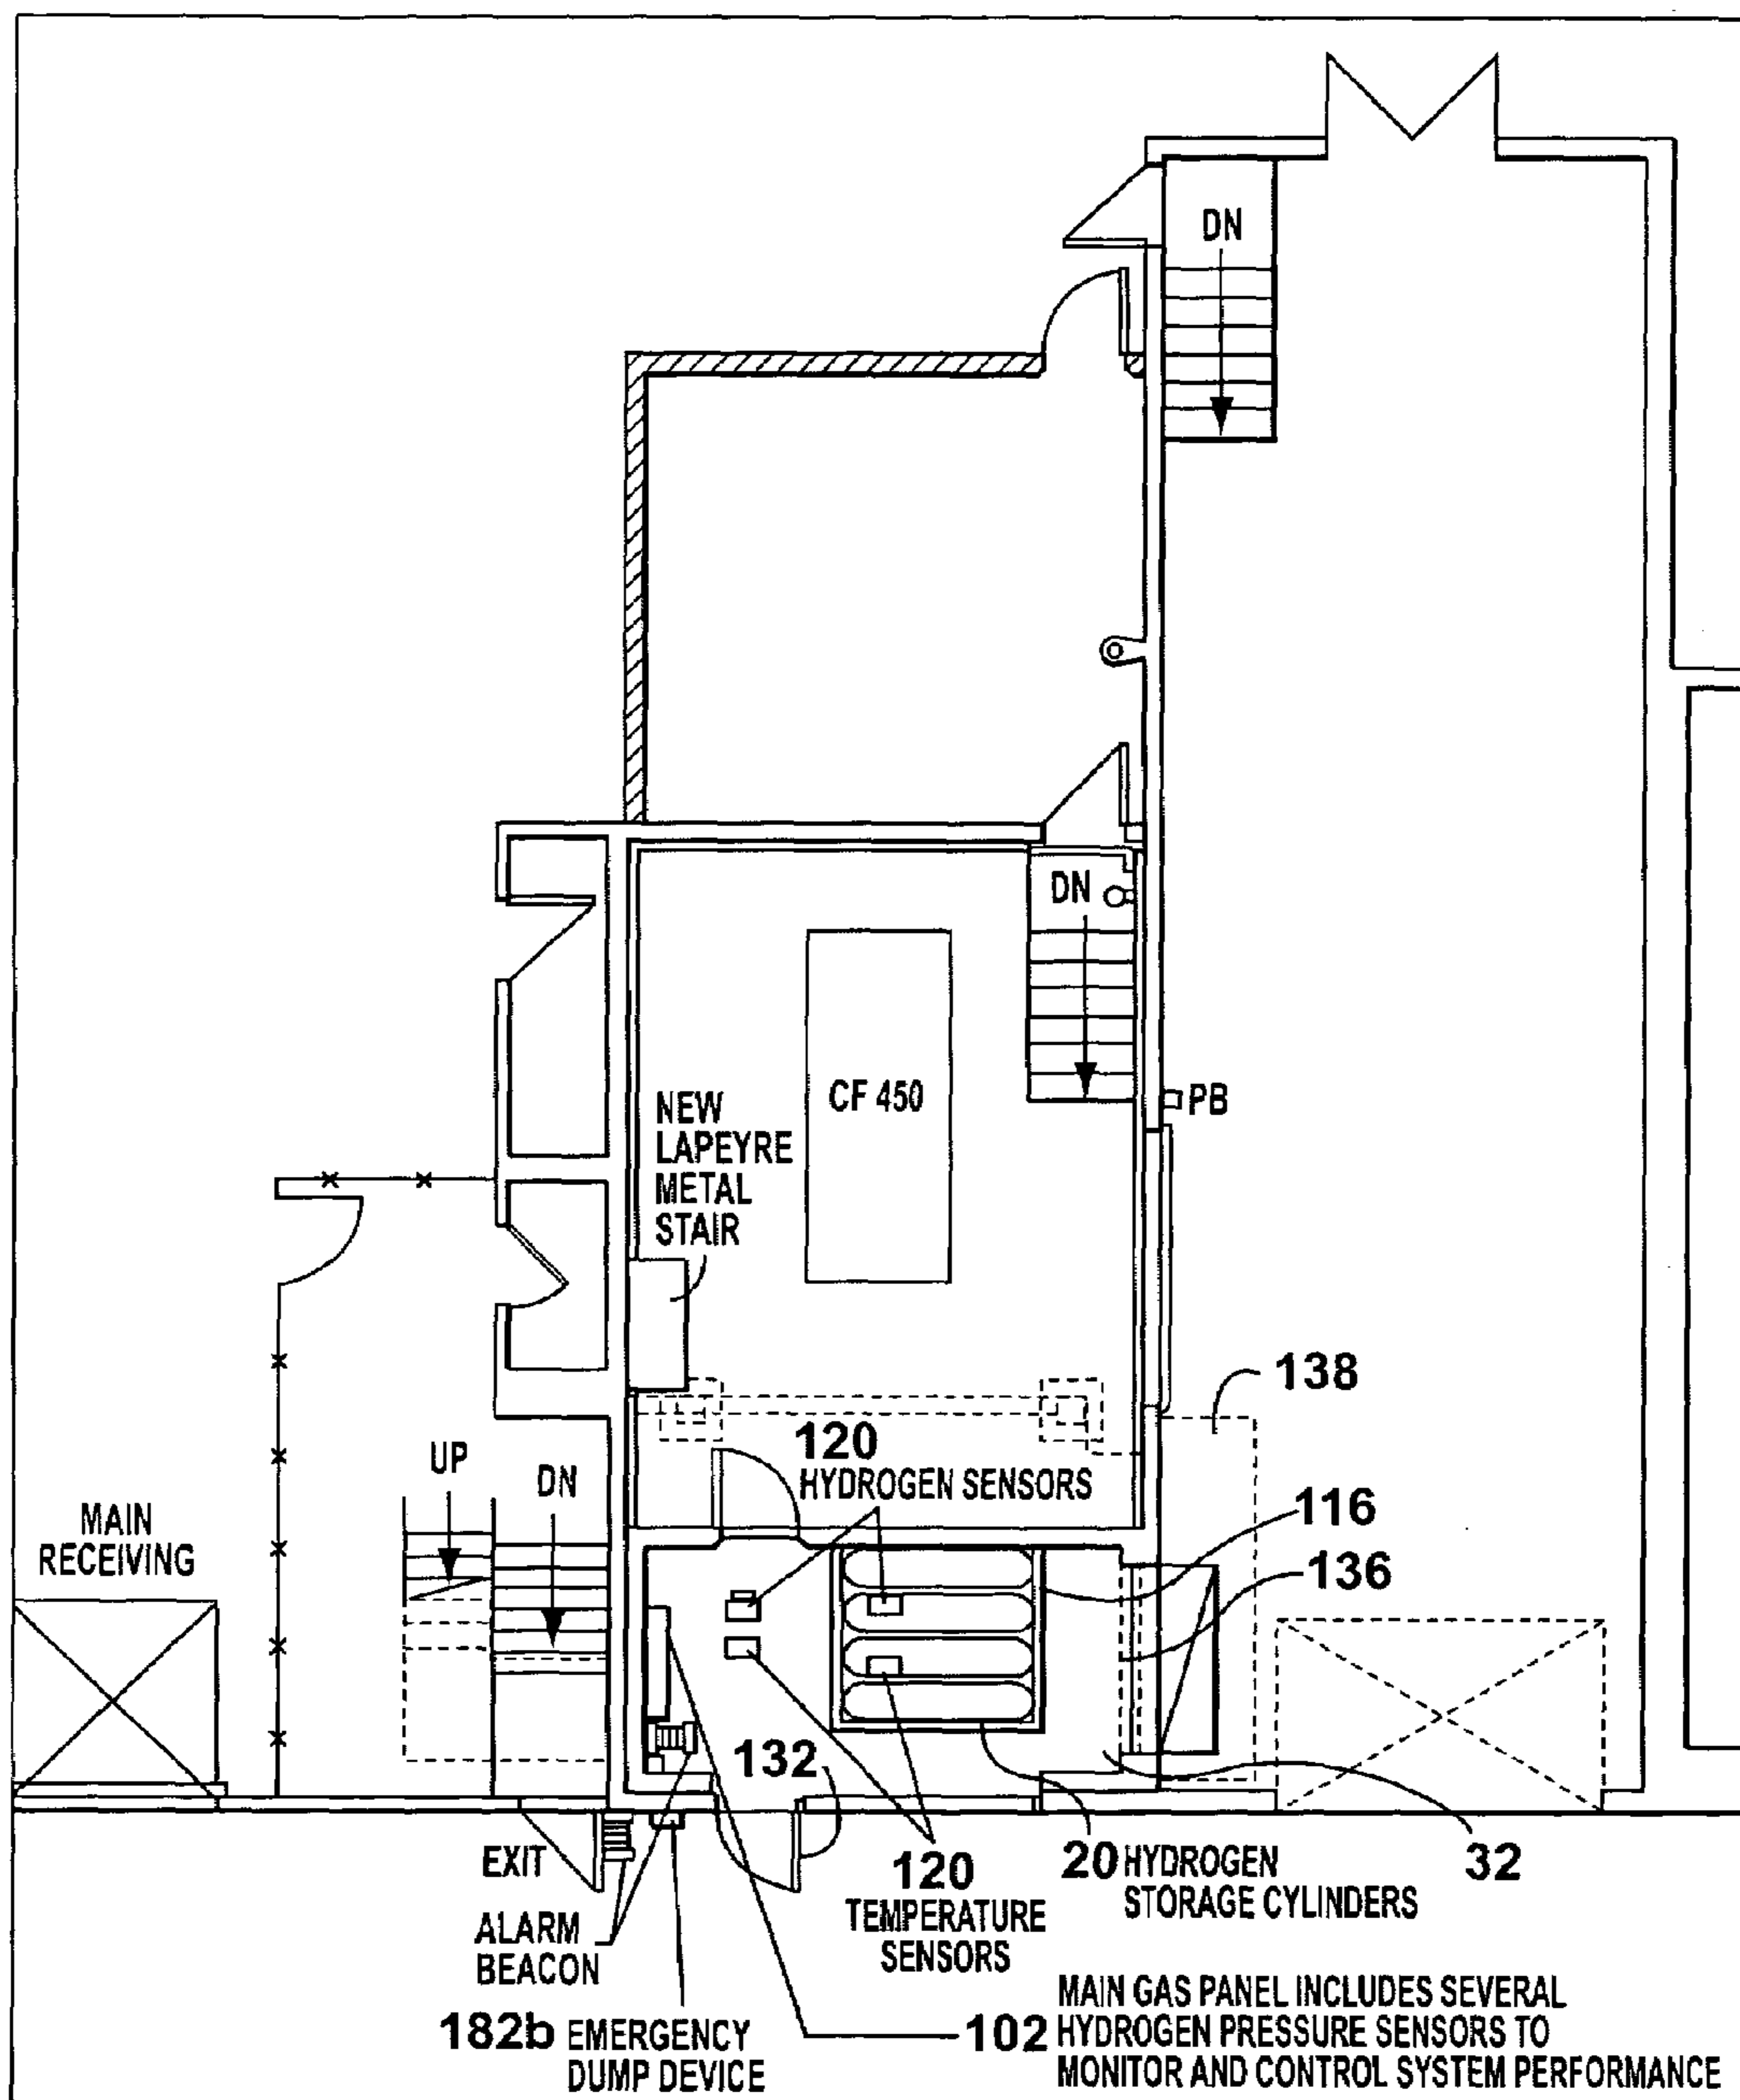 DN
DN
CF 450
PB
NEW
LAPEYRE
METAL
STAIR
138
120
HYDROGEN SENSORS
UP
DN
116
MAIN
RECEIVING
136
132
EXIT
120
TEMPERATURE
SENSORS
20 HYDROGEN
STORAGE CYLINDERS
32
ALARM
BEACON
182b EMERGENCY
DUMP DEVICE
102 MAIN GAS PANEL INCLUDES SEVERAL
HYDROGEN PRESSURE SENSORS TO
MONITOR AND CONTROL SYSTEM PERFORMANCE